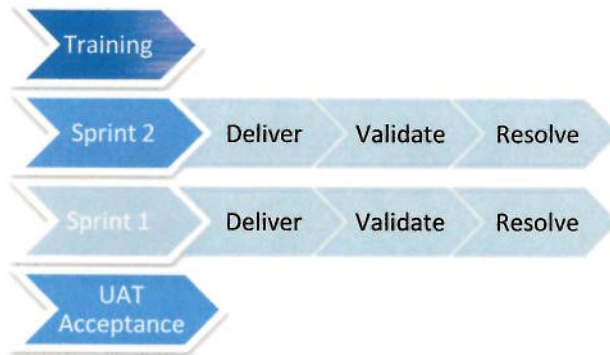 Training
Sprint 2 Deliver Validate Resolve
Sprint 1 Deliver Validate Resolve
UAT
Acceptance